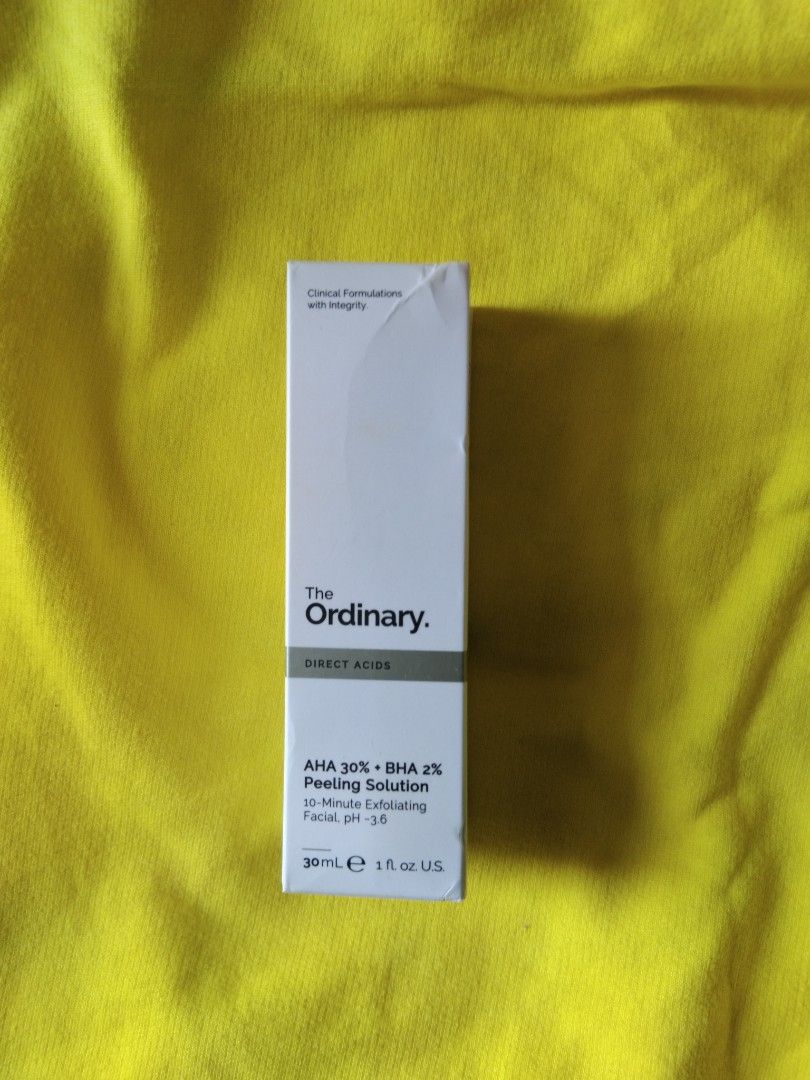 Clinical Formulations
with Integrity.
The
Ordinary.
DIRECT ACIDS
AHA 30% + BHA 2%
Peeling Solution
10-Minute Exfoliating
Facial, pH ~3.6
30mL ℮ 1 fl. oz. U.S.